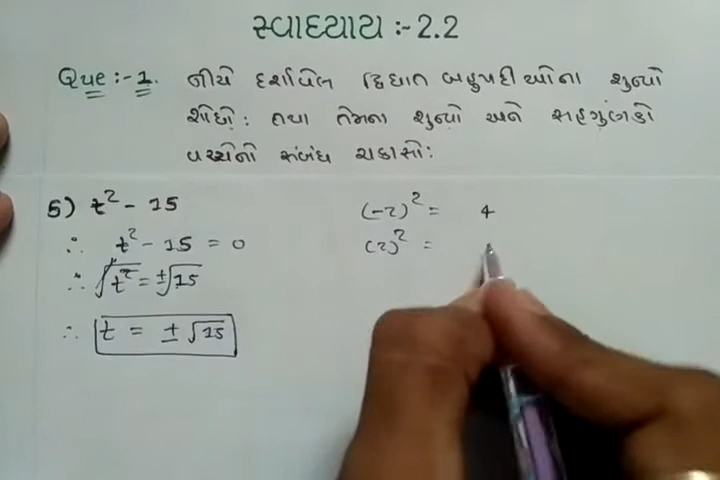 સ્વાધ્યાય :- 2.2
Que :- 1. નીચે દર્શાવેલ દ્વિઘાત બહુપદીઓના શુન્યો
શોધો : તથા તેમના શુન્યો અને સહગુણકો
વચ્ચેનો સંબંધ ચકાસો:
5) t² - 15
∴ t² - 15 = 0
∴ √t² = ±√15
∴ t = ± √15
(-2)² = 4
(2)² =